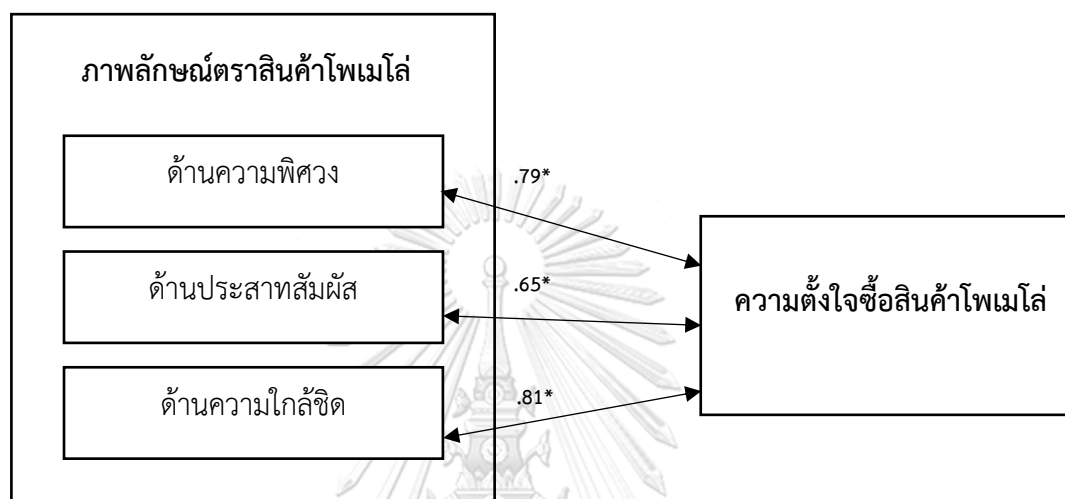 ภาพลักษณ์ตราสินค้าโพเมโล่
ด้านความพิศวง
.79*
ด้านประสาทสัมผัส
.65*
ความตั้งใจซื้อสินค้าโพเมโล่
ด้านความใกล้ชิด
.81*